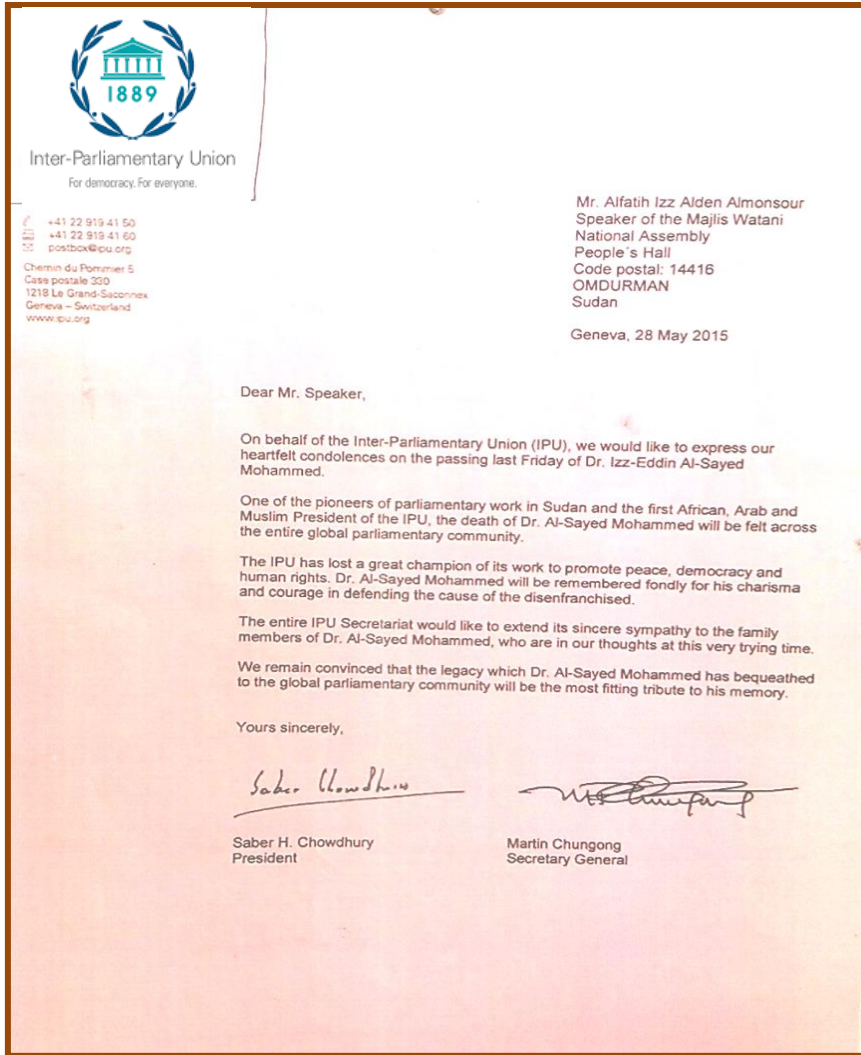 1889
Inter-Parliamentary Union
For democracy. For everyone.
+41 22 919 41 50
+41 22 919 41 60
postbox@ipu.org
Chemin du Pommier 5
Case postale 330
1218 Le Grand-Saconnex
Geneva – Switzerland
www.ipu.org
Mr. Alfatih Izz Alden Almonsour
Speaker of the Majlis Watani
National Assembly
People´s Hall
Code postal: 14416
OMDURMAN
Sudan
Geneva, 28 May 2015
Dear Mr. Speaker,
On behalf of the Inter-Parliamentary Union (IPU), we would like to express our
heartfelt condolences on the passing last Friday of Dr. Izz-Eddin Al-Sayed
Mohammed.
One of the pioneers of parliamentary work in Sudan and the first African, Arab and
Muslim President of the IPU, the death of Dr. Al-Sayed Mohammed will be felt across
the entire global parliamentary community.
The IPU has lost a great champion of its work to promote peace, democracy and
human rights. Dr. Al-Sayed Mohammed will be remembered fondly for his charisma
and courage in defending the cause of the disenfranchised.
The entire IPU Secretariat would like to extend its sincere sympathy to the family
members of Dr. Al-Sayed Mohammed, who are in our thoughts at this very trying time.
We remain convinced that the legacy which Dr. Al-Sayed Mohammed has bequeathed
to the global parliamentary community will be the most fitting tribute to his memory.
Yours sincerely,
Saber Chowdhury
Saber H. Chowdhury
President
Martin Chungong
Secretary General